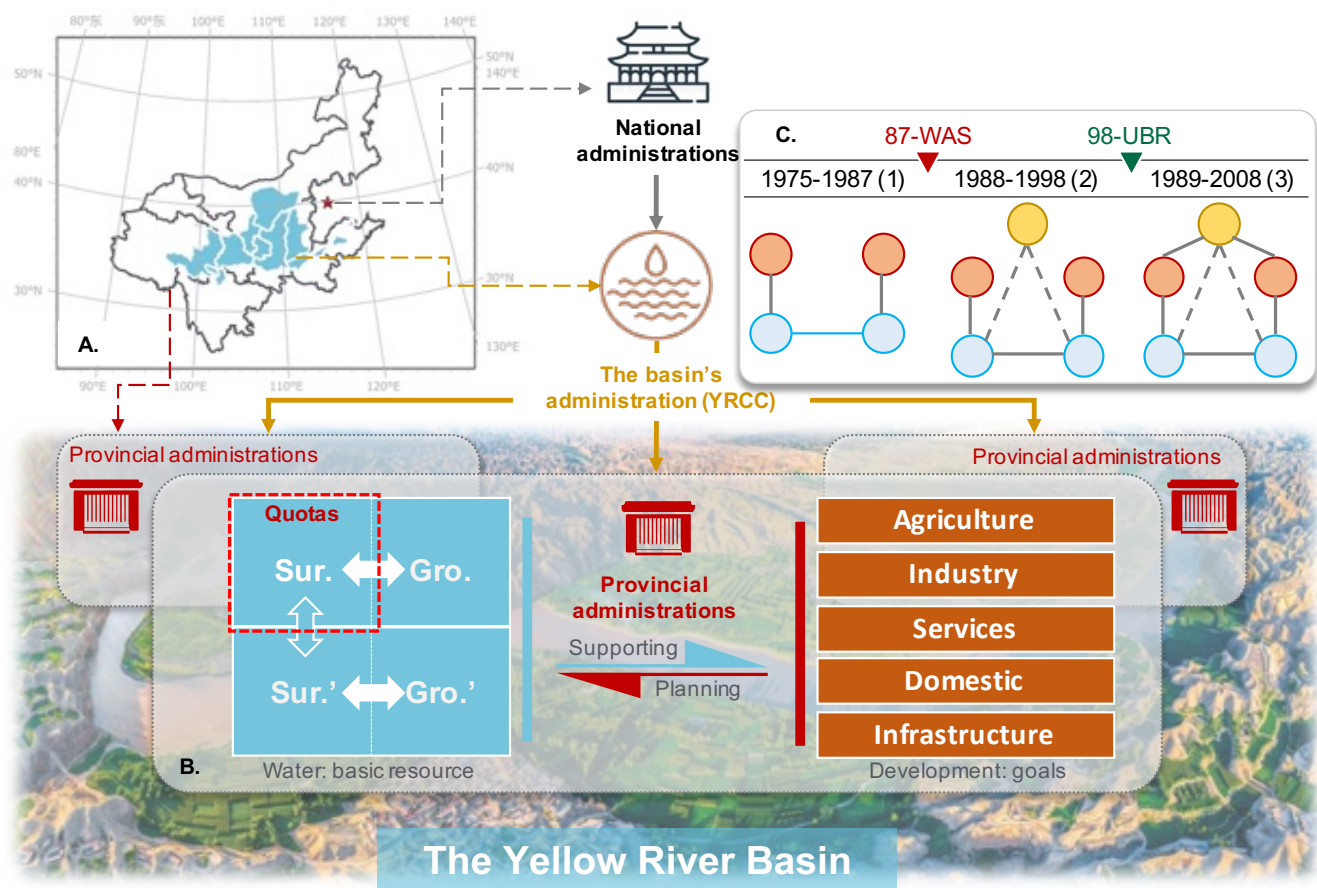 80°东
90°东
100°E
110°E
120°E
130°E
140°E
50°N
50°N
140°E
80°E
40°N
40°N
30°N
30°N
130°E
90°E
100°E
110°E
120°E
A.
National
administrations
The basin's
administration (YRCC)
C.
87-WAS
98-UBR
1975-1987 (1)
1988-1998 (2)
1989-2008 (3)
Provincial administrations
Provincial administrations
Quotas
Sur.
Gro.
Sur.’
Gro.’
B.
Water: basic resource
Provincial
administrations
Supporting
Planning
Agriculture
Industry
Services
Domestic
Infrastructure
Development: goals
The Yellow River Basin